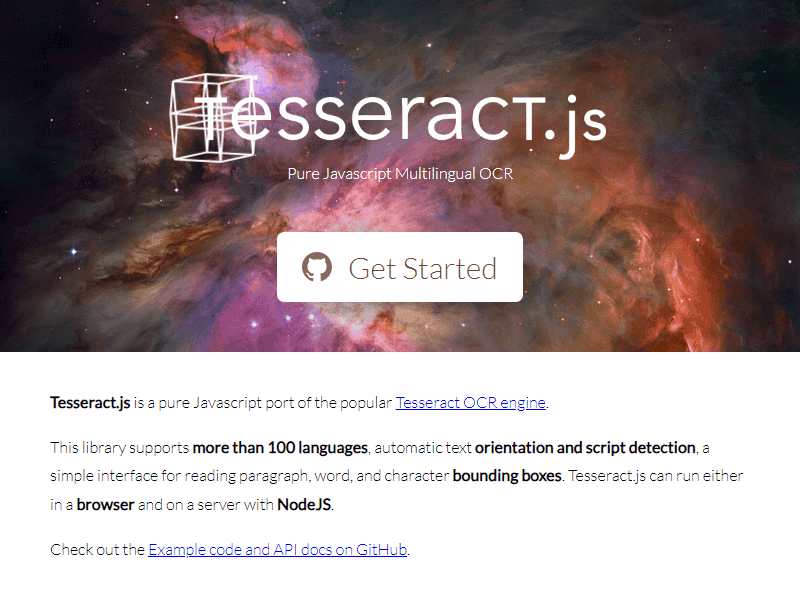 Tesseract.js
Pure Javascript Multilingual OCR
Get Started
Tesseract.js is a pure Javascript port of the popular Tesseract OCR engine.
This library supports more than 100 languages, automatic text orientation and script detection, a
simple interface for reading paragraph, word, and character bounding boxes. Tesseract.js can run either
in a browser and on a server with NodeJS.
Check out the Example code and API docs on GitHub.